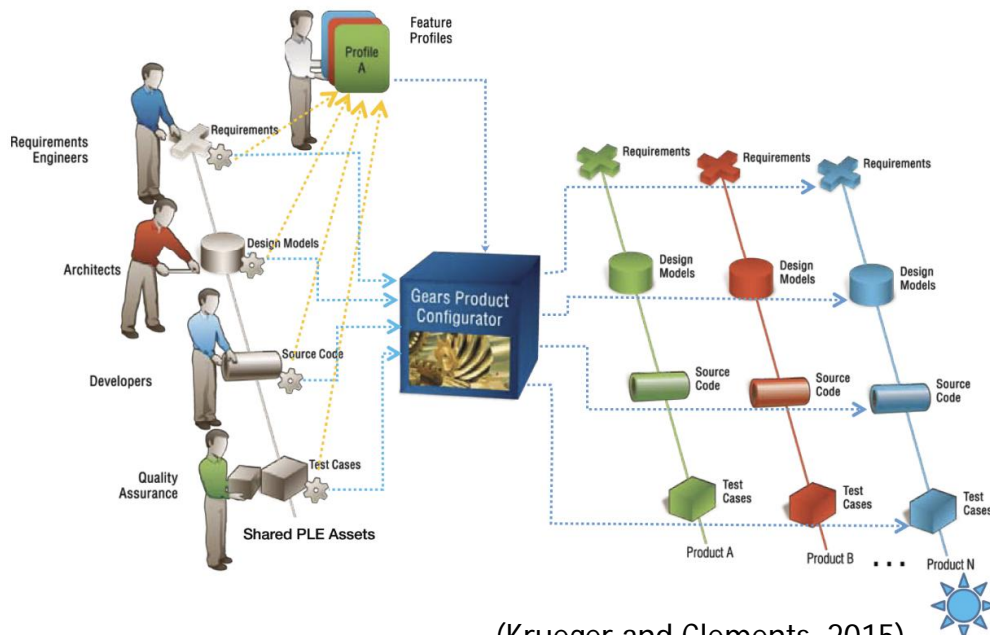 Feature
Profiles
Profile
A
Requirements
Engineers
Requirements
Architects
Design Models
Developers
Source Code
Quality
Assurance
Test Cases
Shared PLE Assets
Gears Product
Configurator
Requirements
Design
Models
Source
Code
Test
Cases
Product A
Requirements
Design
Models
Source
Code
Test
Cases
Product B
...
Requirements
Design
Models
Source
Code
Test
Cases
Product N
(Krueger and Clements, 2015)